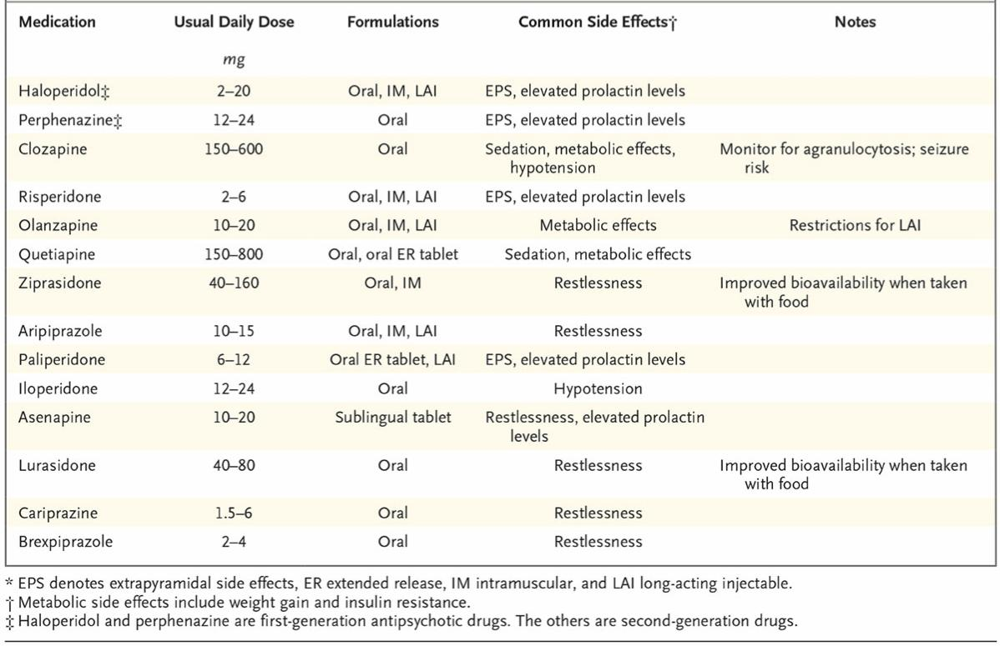 Medication Usual Daily Dose Formulations Common Side Effects† Notes
mg
Haloperidol‡ 2–20 Oral, IM, LAI EPS, elevated prolactin levels
Perphenazine‡ 12–24 Oral EPS, elevated prolactin levels
Clozapine 150–600 Oral Sedation, metabolic effects, Monitor for agranulocytosis; seizure
hypotension risk
Risperidone 2–6 Oral, IM, LAI EPS, elevated prolactin levels
Olanzapine 10–20 Oral, IM, LAI Metabolic effects Restrictions for LAI
Quetiapine 150–800 Oral, oral ER tablet Sedation, metabolic effects
Ziprasidone 40–160 Oral, IM Restlessness Improved bioavailability when taken
with food
Aripiprazole 10–15 Oral, IM, LAI Restlessness
Paliperidone 6–12 Oral ER tablet, LAI EPS, elevated prolactin levels
Iloperidone 12–24 Oral Hypotension
Asenapine 10–20 Sublingual tablet Restlessness, elevated prolactin
levels
Lurasidone 40–80 Oral Restlessness Improved bioavailability when taken
with food
Cariprazine 1.5–6 Oral Restlessness
Brexpiprazole 2–4 Oral Restlessness
* EPS denotes extrapyramidal side effects, ER extended release, IM intramuscular, and LAI long-acting injectable.
† Metabolic side effects include weight gain and insulin resistance.
‡ Haloperidol and perphenazine are first-generation antipsychotic drugs. The others are second-generation drugs.